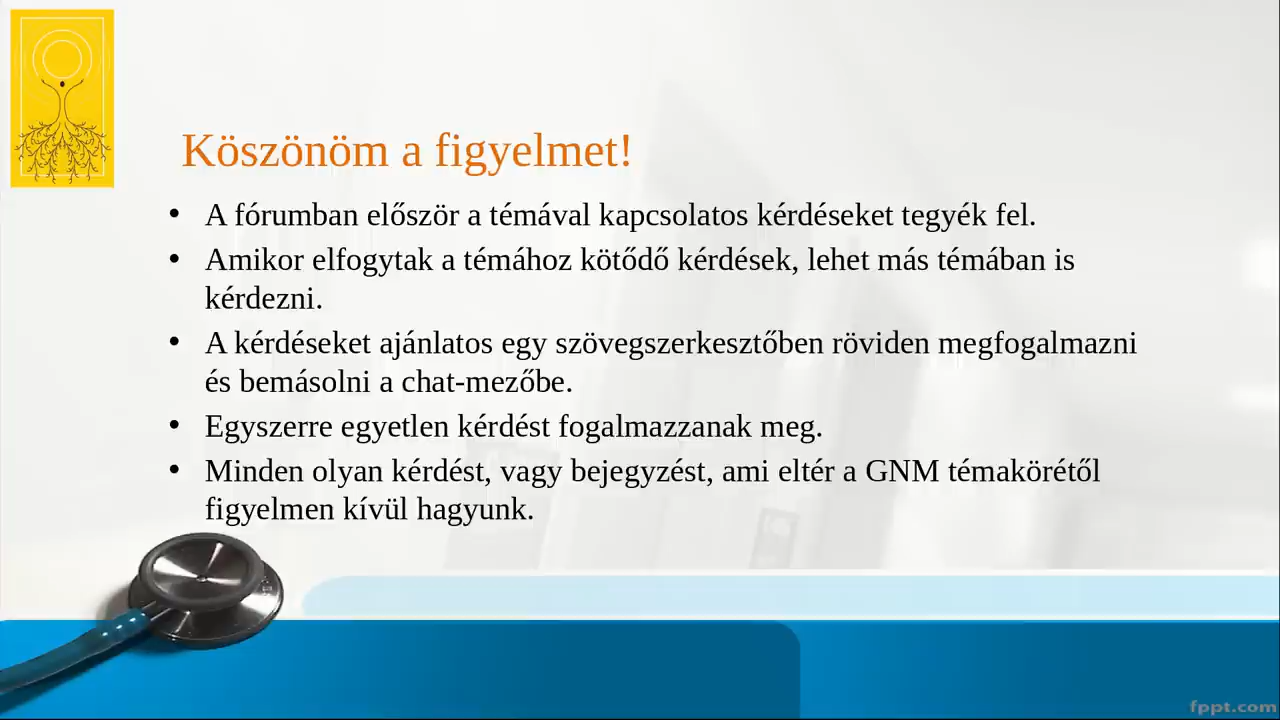 Köszönöm a figyelmet!
• A fórumban először a témával kapcsolatos kérdéseket tegyék fel.
• Amikor elfogytak a témához kötődő kérdések, lehet más témában is
kérdezni.
• A kérdéseket ajánlatos egy szövegszerkesztőben röviden megfogalmazni
és bemásolni a chat-mezőbe.
• Egyszerre egyetlen kérdést fogalmazzanak meg.
• Minden olyan kérdést, vagy bejegyzést, ami eltér a GNM témakörétől
figyelmen kívül hagyunk.
fppt.com